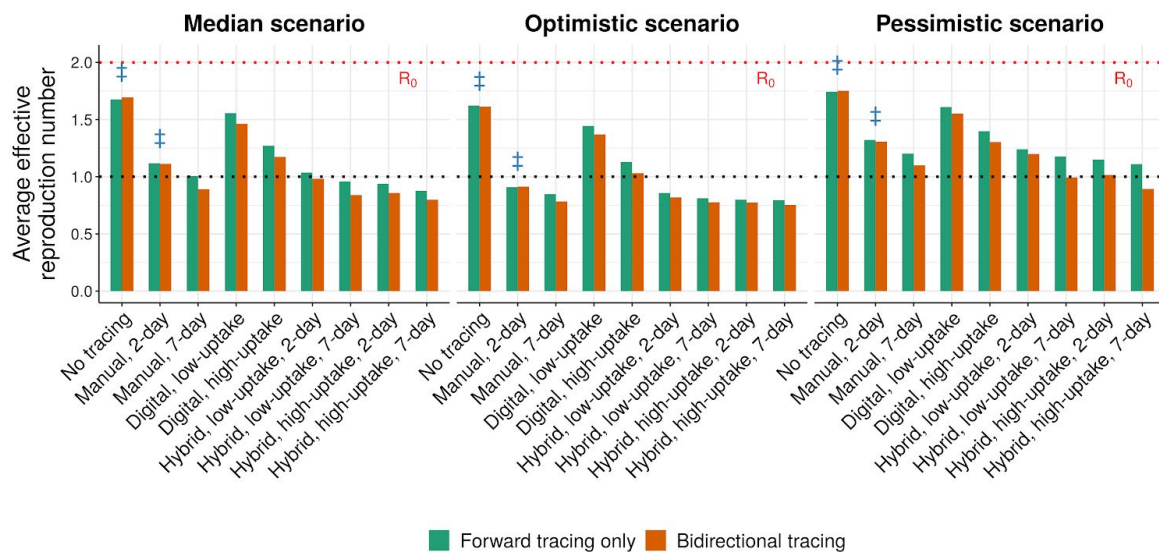 Median scenario
Optimistic scenario
Pessimistic scenario
Average effective
reproduction number
2.0
1.5
1.0
0.5
0.0
R0
‡
‡
No tracing
Manual, 2-day
Manual, 7-day
Digital, low-uptake
Digital, high-uptake
Hybrid, low-uptake, 2-day
Hybrid, low-uptake, 7-day
Hybrid, high-uptake, 2-day
Hybrid, high-uptake, 7-day
R0
‡
‡
No tracing
Manual, 2-day
Manual, 7-day
Digital, low-uptake
Digital, high-uptake
Hybrid, low-uptake, 2-day
Hybrid, low-uptake, 7-day
Hybrid, high-uptake, 2-day
Hybrid, high-uptake, 7-day
R0
‡
‡
No tracing
Manual, 2-day
Manual, 7-day
Digital, low-uptake
Digital, high-uptake
Hybrid, low-uptake, 2-day
Hybrid, low-uptake, 7-day
Hybrid, high-uptake, 2-day
Hybrid, high-uptake, 7-day
Forward tracing only
Bidirectional tracing